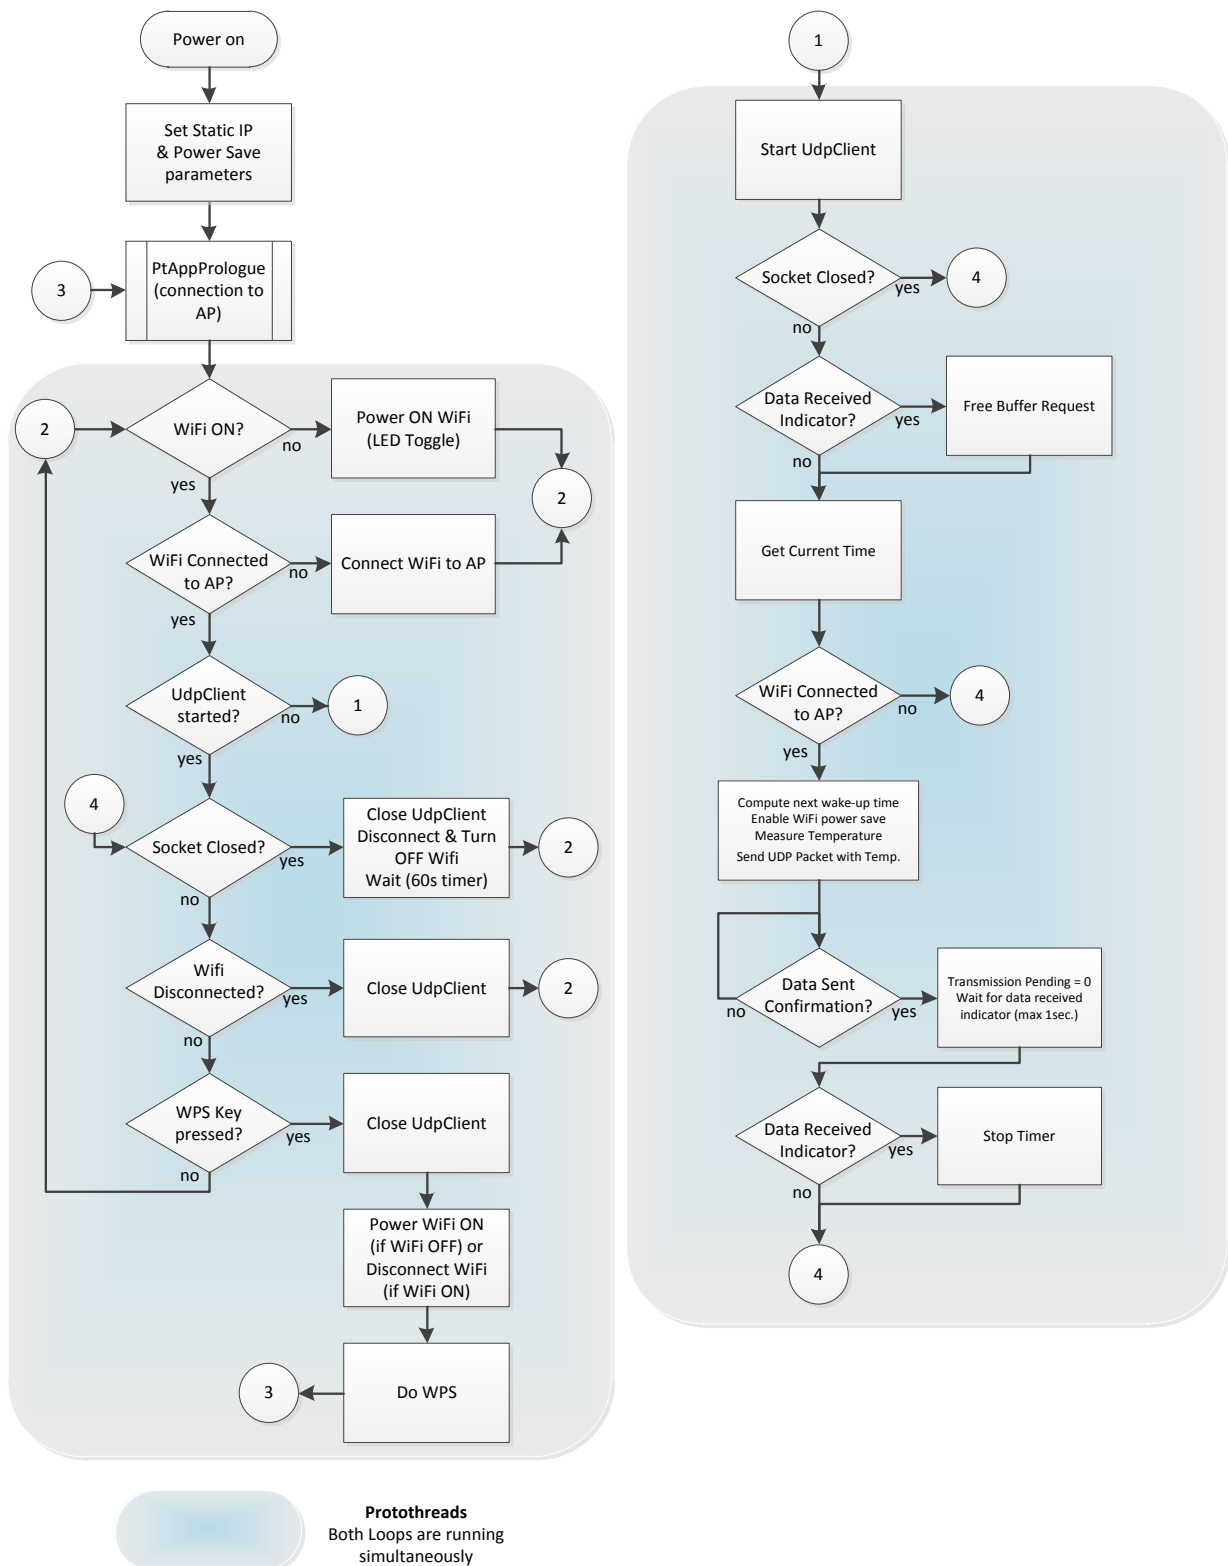 Power on
Set Static IP
& Power Save
parameters
3
PtAppPrologue
(connection to
AP)
2
WiFi ON?
no
yes
Power ON WiFi
(LED Toggle)
2
WiFi Connected
to AP?
no
yes
Connect WiFi to AP
UdpClient
started?
no
yes
1
4
Socket Closed?
yes
no
Close UdpClient
Disconnect & Turn
OFF Wifi
Wait (60s timer)
2
Wifi
Disconnected?
yes
no
Close UdpClient
2
WPS Key
pressed?
yes
no
Close UdpClient
Power WiFi ON
(if WiFi OFF) or
Disconnect WiFi
(if WiFi ON)
Do WPS
3
1
Start UdpClient
Socket Closed?
yes
no
4
Data Received
Indicator?
yes
no
Free Buffer Request
Get Current Time
WiFi Connected
to AP?
no
yes
4
Compute next wake-up time
Enable WiFi power save
Measure Temperature
Send UDP Packet with Temp.
Data Sent
Confirmation?
no
yes
Transmission Pending = 0
Wait for data received
indicator (max 1sec.)
Data Received
Indicator?
yes
no
Stop Timer
4
Protothreads
Both Loops are running
simultaneously